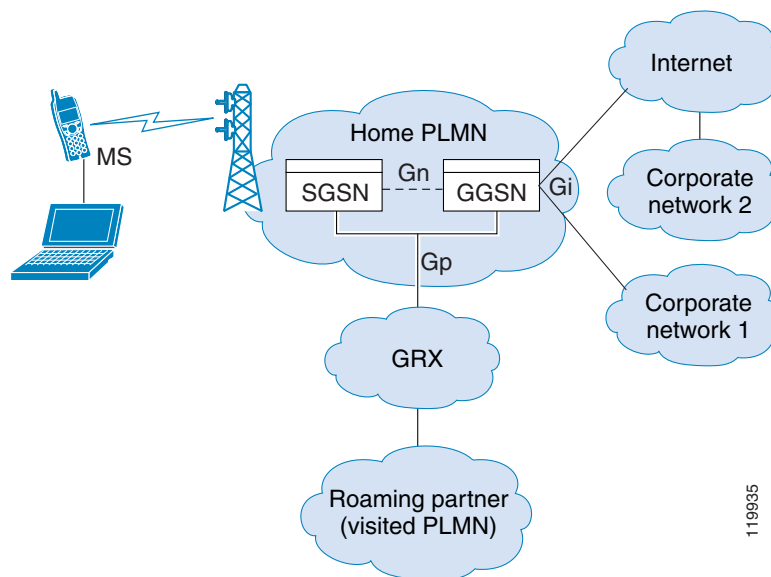 Internet
Home PLMN
MS
SGSN
Gn
GGSN
Gi
Corporate
network 2
Gp
Corporate
network 1
GRX
Roaming partner
(visited PLMN)
119935